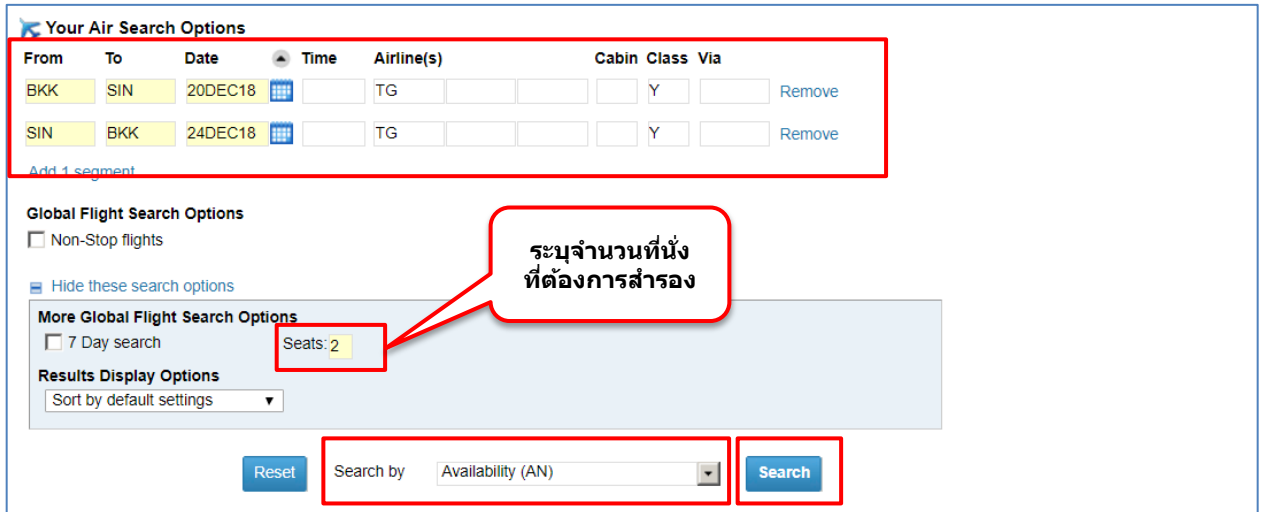 Your Air Search Options
From To Date Time Airline(s) Cabin Class Via
BKK SIN 20DEC18 TG Y Remove
SIN BKK 24DEC18 TG Y Remove
Add 1 segment
Global Flight Search Options
Non-Stop flights
ระบุจำนวนที่นั่ง
ที่ต้องการสำรอง
Hide these search options
More Global Flight Search Options
7 Day search Seats: 2
Results Display Options
Sort by default settings
Reset Search by Availability (AN) Search